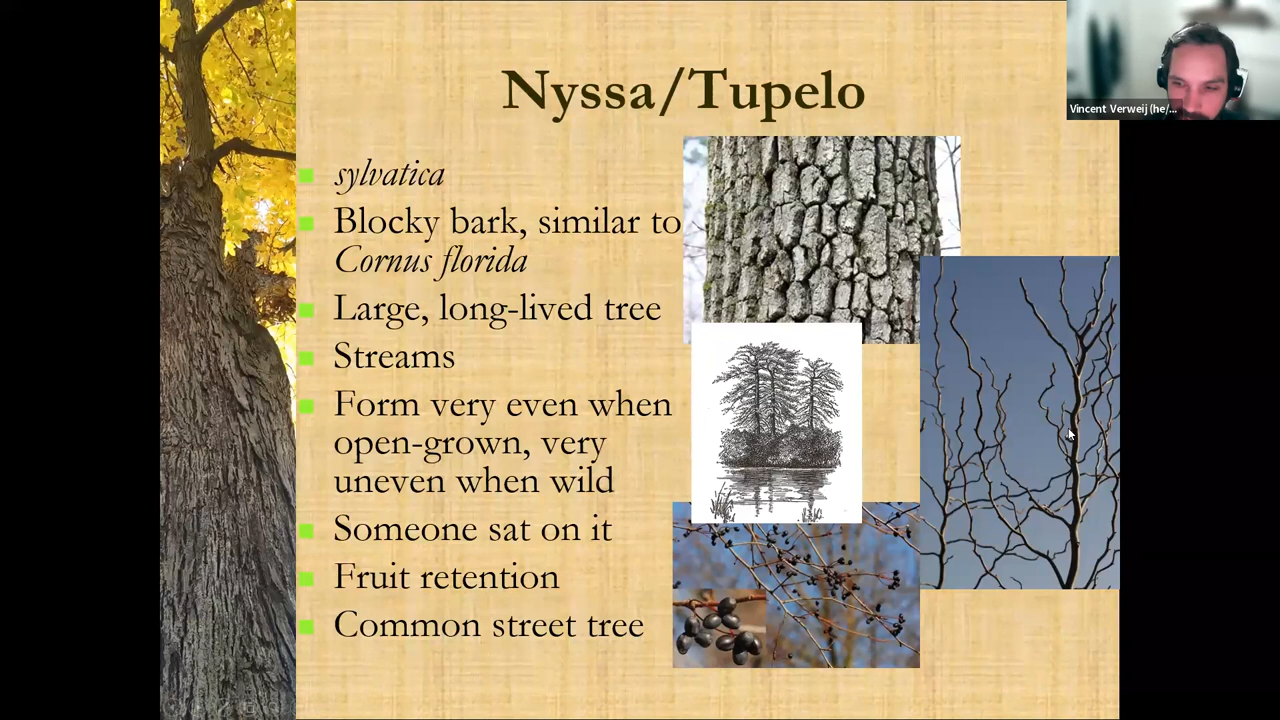 Nyssa/Tupelo
Vincent Verweij (he/...
sylvatica
Blocky bark, similar to
Cornus florida
Large, long-lived tree
Streams
Form very even when
open-grown, very
uneven when wild
Someone sat on it
Fruit retention
Common street tree